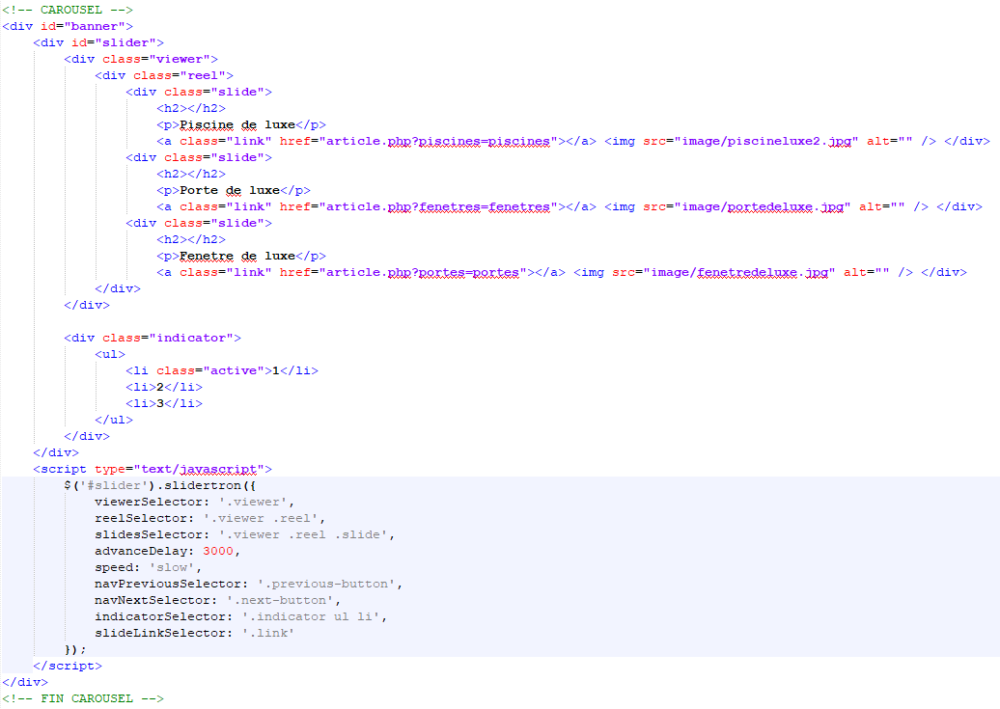 <!-- CAROUSEL -->
<div id="banner">
<div id="slider">
<div class="viewer">
<div class="reel">
<div class="slide">
<h2></h2>
<p>Piscine de luxe</p>
<a class="link" href="article.php?piscines=piscines"></a> <img src="image/piscineluxe2.jpg" alt="" /> </div>
<div class="slide">
<h2></h2>
<p>Porte de luxe</p>
<a class="link" href="article.php?fenetres=fenetres"></a> <img src="image/portedeluxe.jpg" alt="" /> </div>
<div class="slide">
<h2></h2>
<p>Fenetre de luxe</p>
<a class="link" href="article.php?portes=portes"></a> <img src="image/fenetredeluxe.jpg" alt="" /> </div>
</div>
</div>
<div class="indicator">
<ul>
<li class="active">1</li>
<li>2</li>
<li>3</li>
</ul>
</div>
</div>
<script type="text/javascript">
$('#slider').slidertron({
viewerSelector: '.viewer',
reelSelector: '.viewer .reel',
slidesSelector: '.viewer .reel .slide',
advanceDelay: 3000,
speed: 'slow',
navPreviousSelector: '.previous-button',
navNextSelector: '.next-button',
indicatorSelector: '.indicator ul li',
slideLinkSelector: '.link'
});
</script>
</div>
<!-- FIN CAROUSEL -->